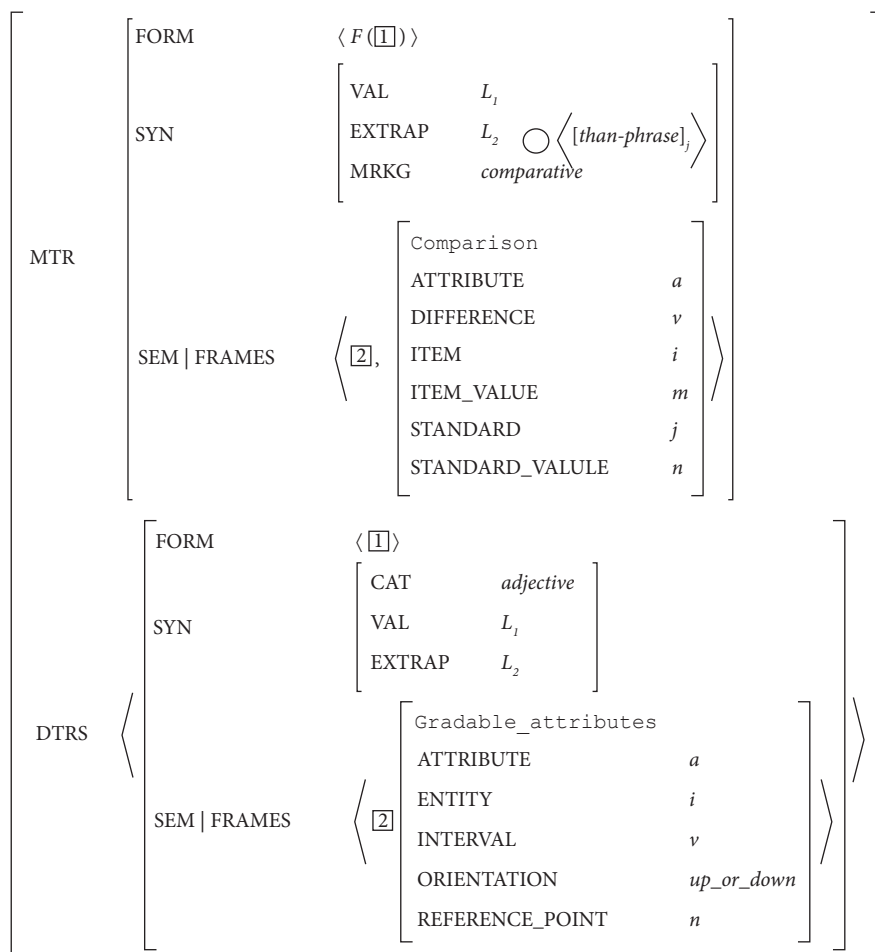 FORM ⟨ F ( 1 ) ⟩
VAL L1
SYN EXTRAP L2 ◯ ⟨[than-phrase]j⟩
MRKG comparative
Comparison
MTR
ATTRIBUTE a
DIFFERENCE v
SEM | FRAMES ⟨ 2 , ITEM i ⟩
ITEM_VALUE m
STANDARD j
STANDARD_VALULE n
FORM ⟨ 1 ⟩
CAT adjective
SYN VAL L1
EXTRAP L2
Gradable_attributes
DTRS
ATTRIBUTE a
ENTITY i
SEM | FRAMES ⟨ 2 INTERVAL v ⟩
ORIENTATION up_or_down
REFERENCE_POINT n